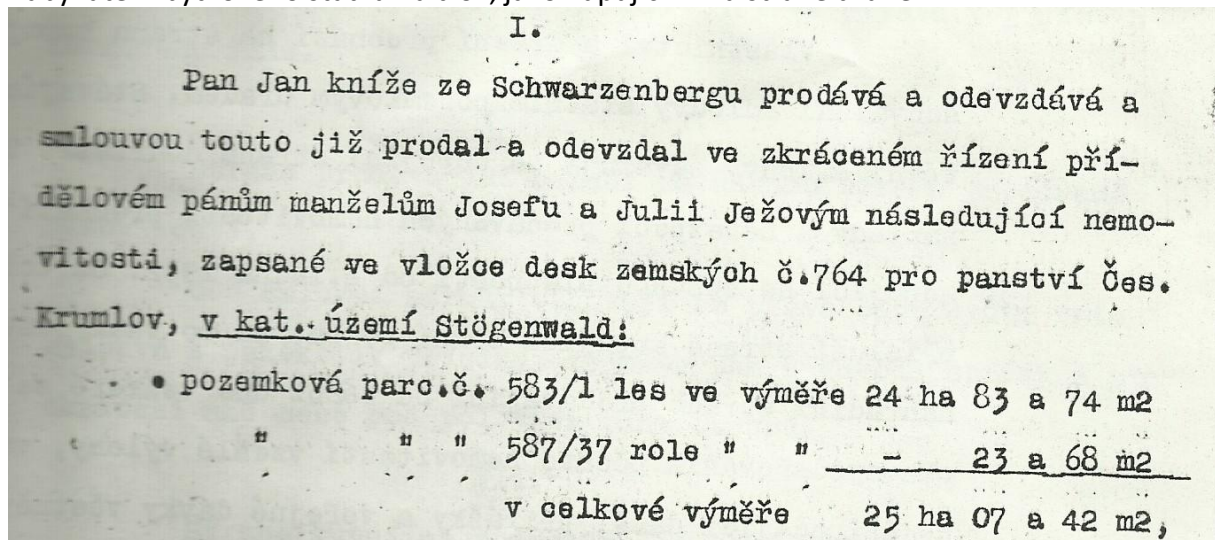 I.
Pan Jan kníže ze Schwarzenbergu prodává a odevzdává a
smlouvou touto již prodal a odevzdal ve zkráceném řízení pří-
dělovém pánům manželům Josefu a Julii Ježovým následující nemo-
vitosti, zapsané ve vložce desk zemských č.764 pro panství Čes.
Krumlov, v kat. území Stögenwald:
pozemková parc.č. 583/1 les ve výměře 24 ha 83 a 74 m2
" " " 587/37 role " " - 23 a 68 m2
v celkové výměře 25 ha 07 a 42 m2,